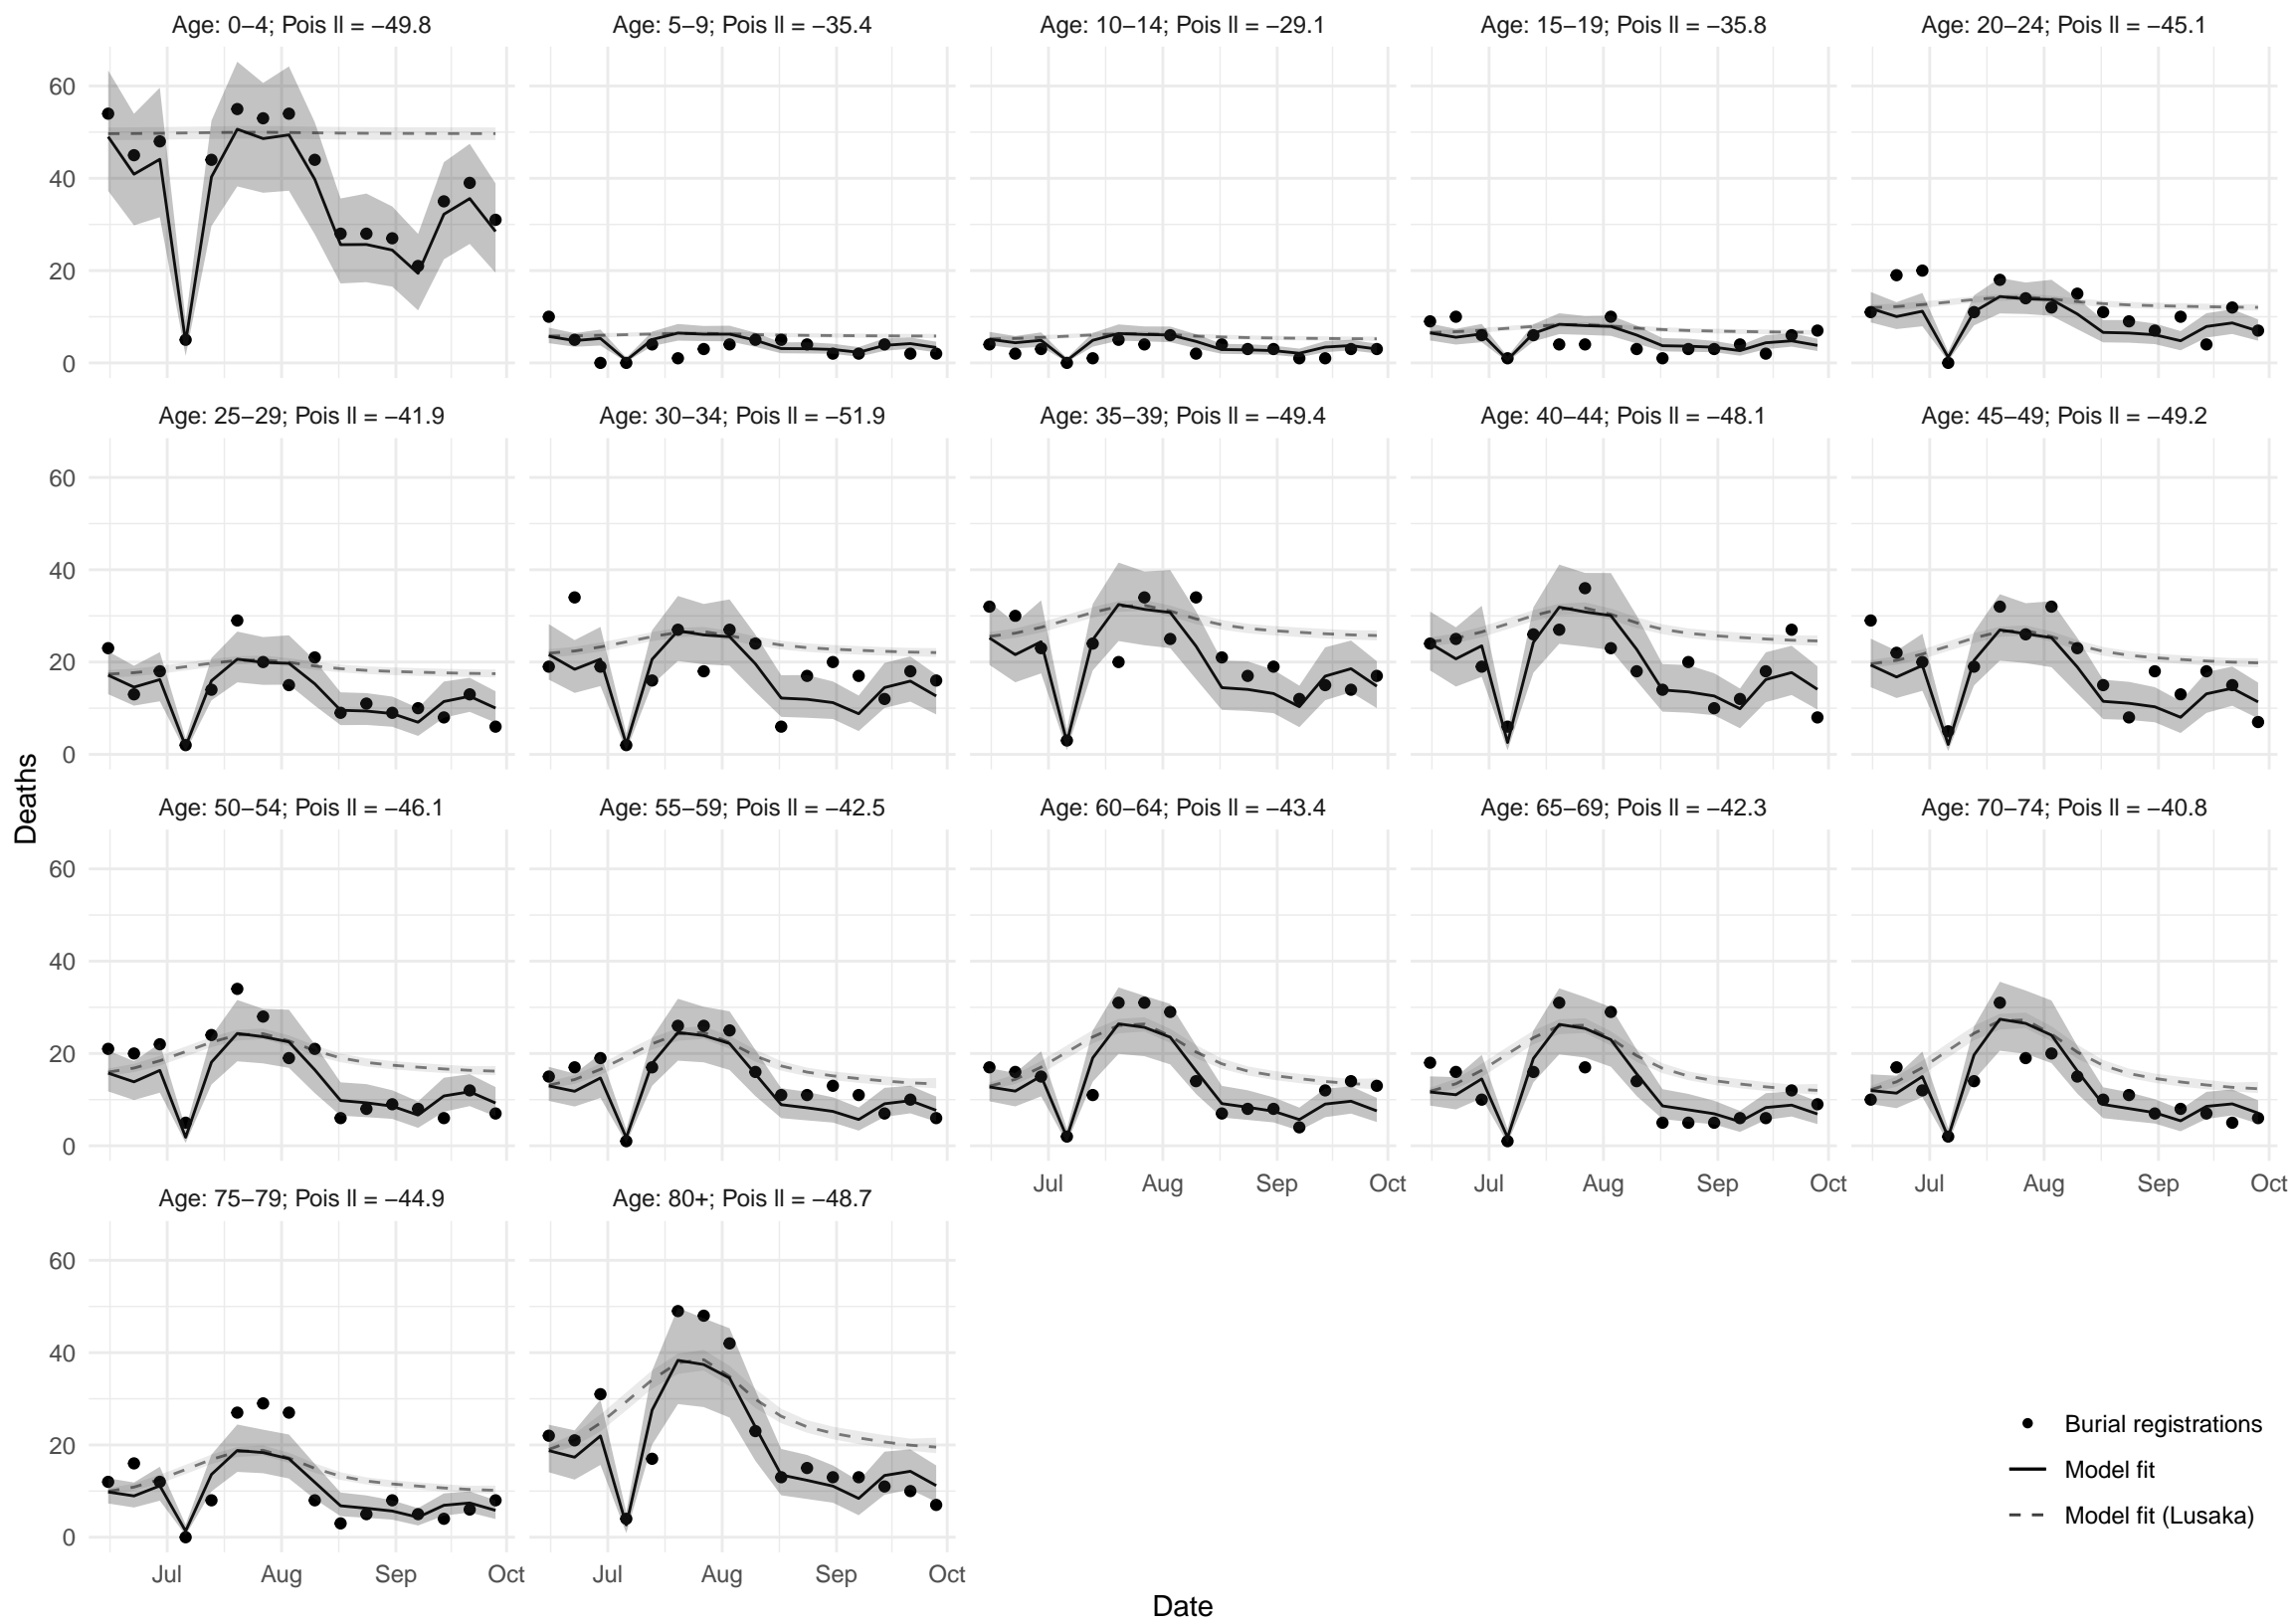 Age: 0–4; Pois ll = −49.8
Age: 5–9; Pois ll = −35.4
Age: 10–14; Pois ll = −29.1
Age: 15–19; Pois ll = −35.8
Age: 20–24; Pois ll = −45.1
60
40
20
0
Age: 25–29; Pois ll = −41.9
Age: 30–34; Pois ll = −51.9
Age: 35–39; Pois ll = −49.4
Age: 40–44; Pois ll = −48.1
Age: 45–49; Pois ll = −49.2
60
40
20
0
Deaths
Age: 50–54; Pois ll = −46.1
Age: 55–59; Pois ll = −42.5
Age: 60–64; Pois ll = −43.4
Age: 65–69; Pois ll = −42.3
Age: 70–74; Pois ll = −40.8
60
40
20
0
Jul Aug Sep Oct
Jul Aug Sep Oct
Jul Aug Sep Oct
Age: 75–79; Pois ll = −44.9
Age: 80+; Pois ll = −48.7
60
40
20
0
Jul Aug Sep Oct
Jul Aug Sep Oct
Burial registrations
Model fit
Model fit (Lusaka)
Date